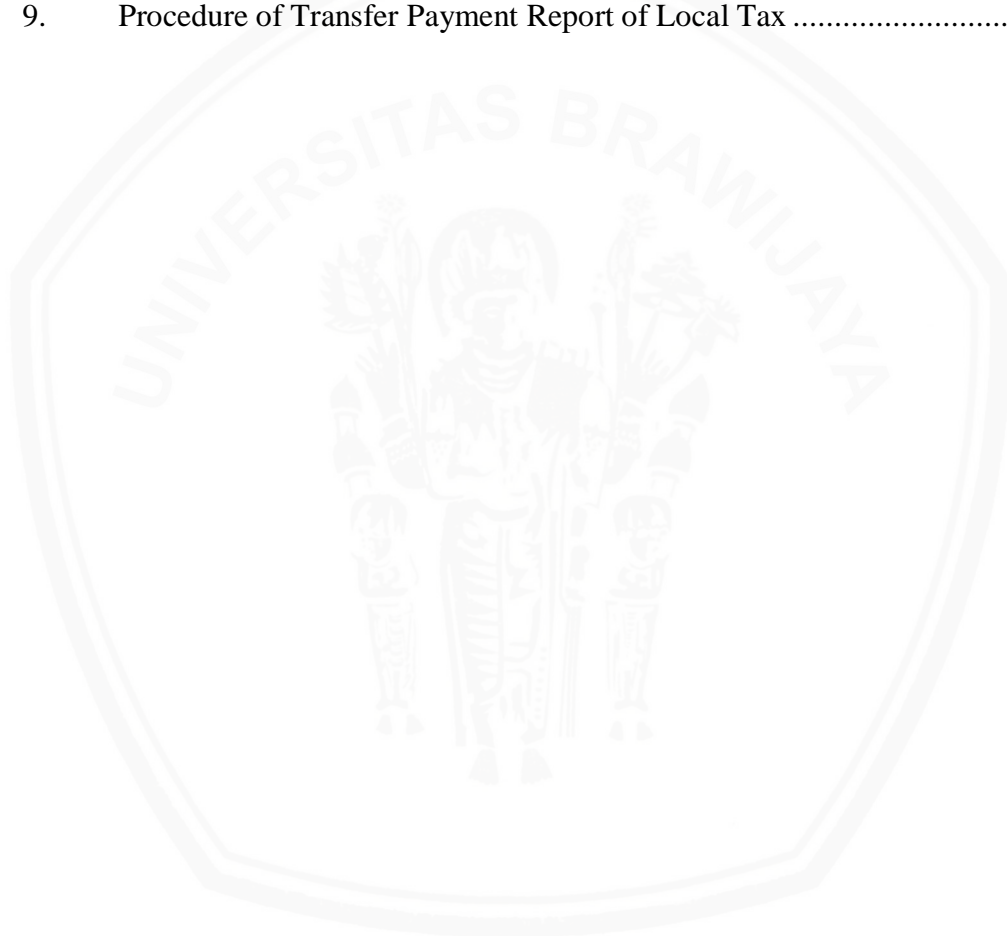 9. Procedure of Transfer Payment Report of Local Tax ..........................
UNIVERSITAS BRAWIJAYA